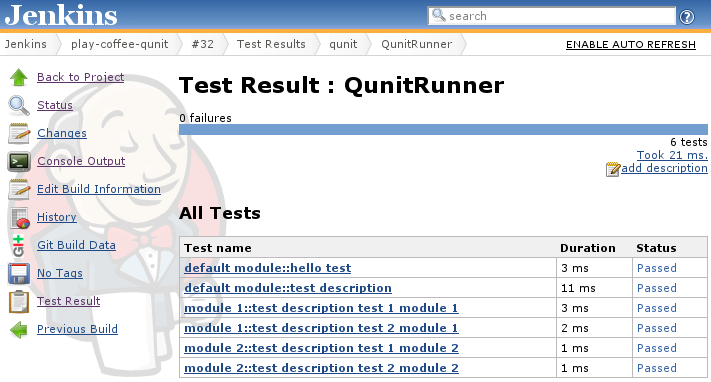 Jenkins
search
?
Jenkins play-coffee-qunit #32 Test Results qunit QunitRunner ENABLE AUTO REFRESH
Back to Project
Status
Changes
Console Output
Edit Build Information
History
Git Build Data
No Tags
Test Result
Previous Build
Test Result : QunitRunner
0 failures
6 tests
Took 21 ms.
add description
All Tests
Test name Duration Status
default module::hello test 3 ms Passed
default module::test description 11 ms Passed
module 1::test description test 1 module 1 3 ms Passed
module 1::test description test 2 module 1 2 ms Passed
module 2::test description test 1 module 2 1 ms Passed
module 2::test description test 2 module 2 1 ms Passed